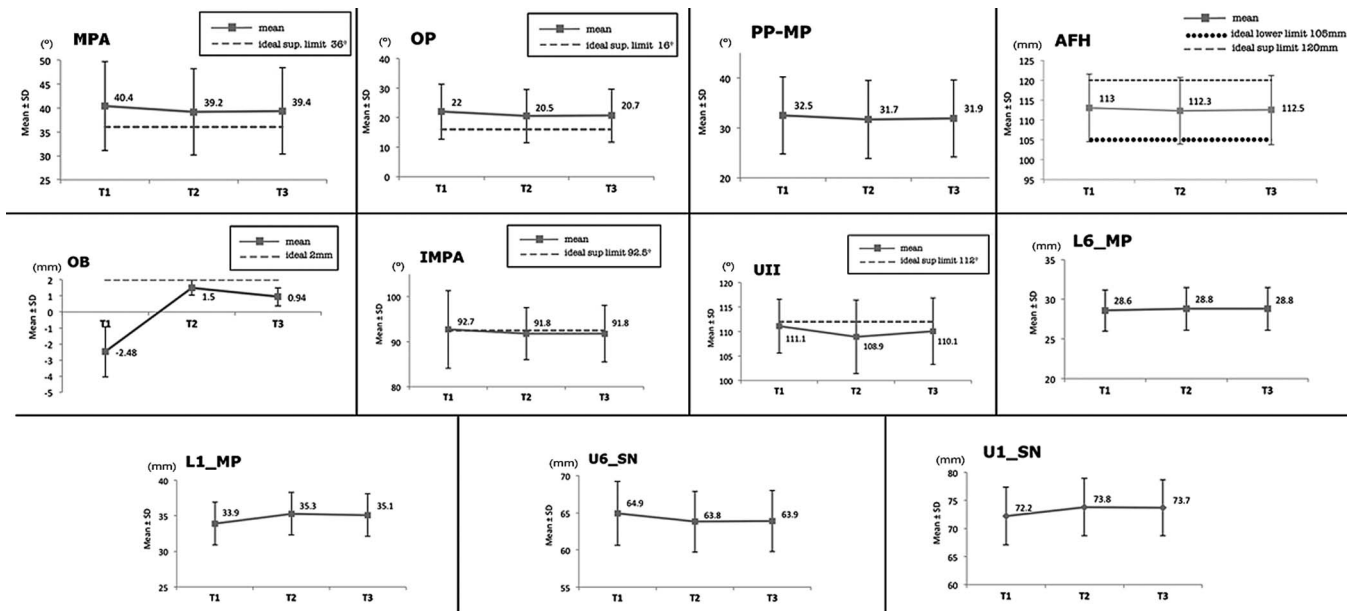 MPA
(º)
mean
ideal sup. limit 36°
Mean ± SD
50
45
40
35
30
25
40.4
39.2
39.4
T1
T2
T3
OP
(º)
mean
ideal sup. limit 16°
Mean ± SD
40
30
20
10
0
22
20.5
20.7
T1
T2
T3
PP-MP
(º)
Mean ± SD
40
30
20
32.5
31.7
31.9
T1
T2
T3
AFH
(mm)
mean
ideal lower limit 105mm
ideal sup limit 120mm
Mean ± SD
125
120
115
110
105
100
95
113
112.3
112.5
T1
T2
T3
OB
(mm)
mean
ideal 2mm
Mean ± SD
2
1
0
-1
-2
-3
-4
-5
-2.48
1.5
0.94
T1
T2
T3
IMPA
(º)
mean
ideal sup limit 92.5°
Mean ± SD
100
90
80
92.7
91.8
91.8
T1
T2
T3
UII
(º)
mean
ideal sup limit 112°
Mean ± SD
120
115
110
105
100
111.1
108.9
110.1
T1
T2
T3
L6_MP
(mm)
Mean ± SD
40
30
20
28.6
28.8
28.8
T1
T2
T3
L1_MP
(mm)
Mean ± SD
40
35
30
25
33.9
35.3
35.1
T1
T2
T3
U6_SN
(mm)
Mean ± SD
70
65
60
55
64.9
63.8
63.9
T1
T2
T3
U1_SN
(mm)
Mean ± SD
80
75
70
65
60
72.2
73.8
73.7
T1
T2
T3